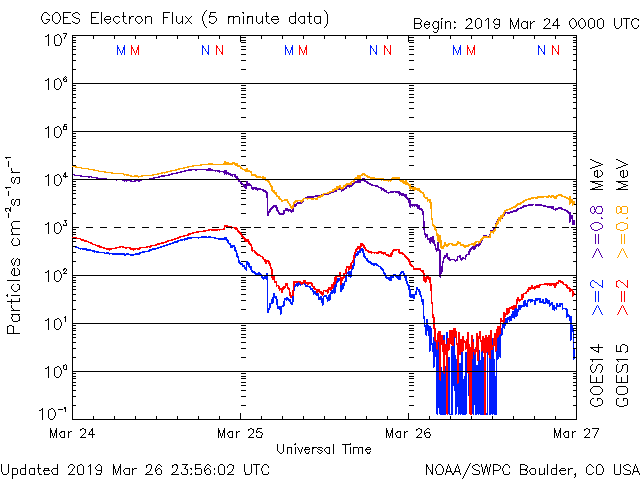 GOES Electron Flux (5 minute data)
Begin: 2019 Mar 24 0000 UTC
M M N N M M N N M M N N
10⁷
10⁶
10⁵
10⁴
10³
10²
10¹
10⁰
10⁻¹
Particles cm⁻²s⁻¹sr⁻¹
Mar 24 Mar 25 Mar 26 Mar 27
Universal Time
GOES14 >=2 >=0.8 MeV
GOES15 >=2 >=0.8 MeV
Updated 2019 Mar 26 23:56:02 UTC
NOAA/SWPC Boulder, CO USA